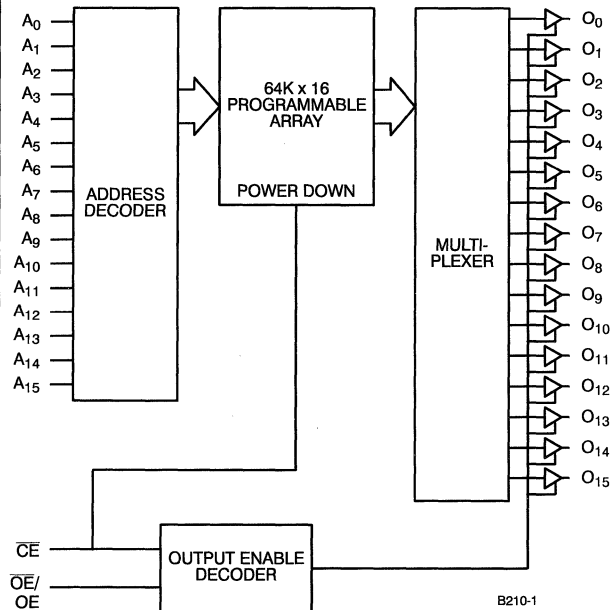 A0
A1
A2
A3
A4
A5
A6
A7
A8
A9
A10
A11
A12
A13
A14
A15
ADDRESS
DECODER
64K x 16
PROGRAMMABLE
ARRAY
POWER DOWN
MULTI-
PLEXER
O0
O1
O2
O3
O4
O5
O6
O7
O8
O9
O10
O11
O12
O13
O14
O15
C̅E̅
O̅E̅/
OE
OUTPUT ENABLE
DECODER
B210-1